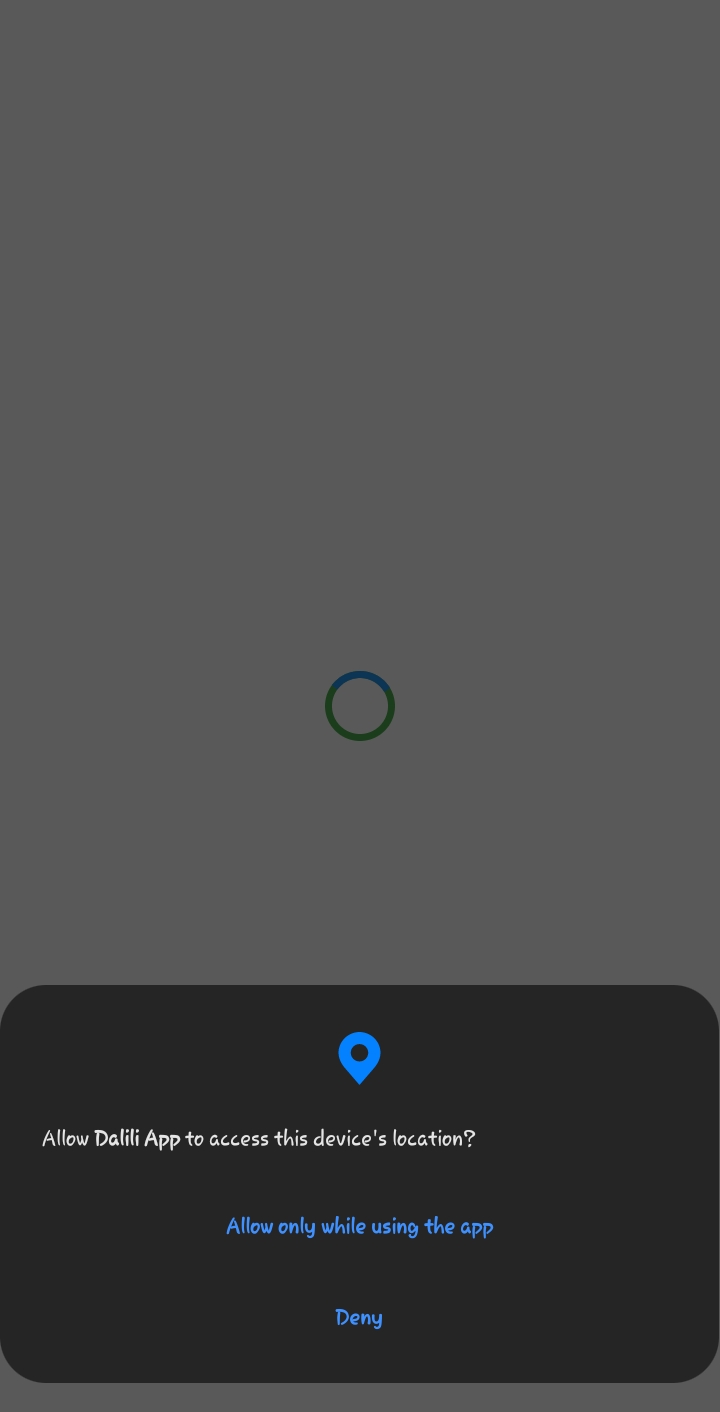 Allow Dalili App to access this device's location?
Allow only while using the app
Deny